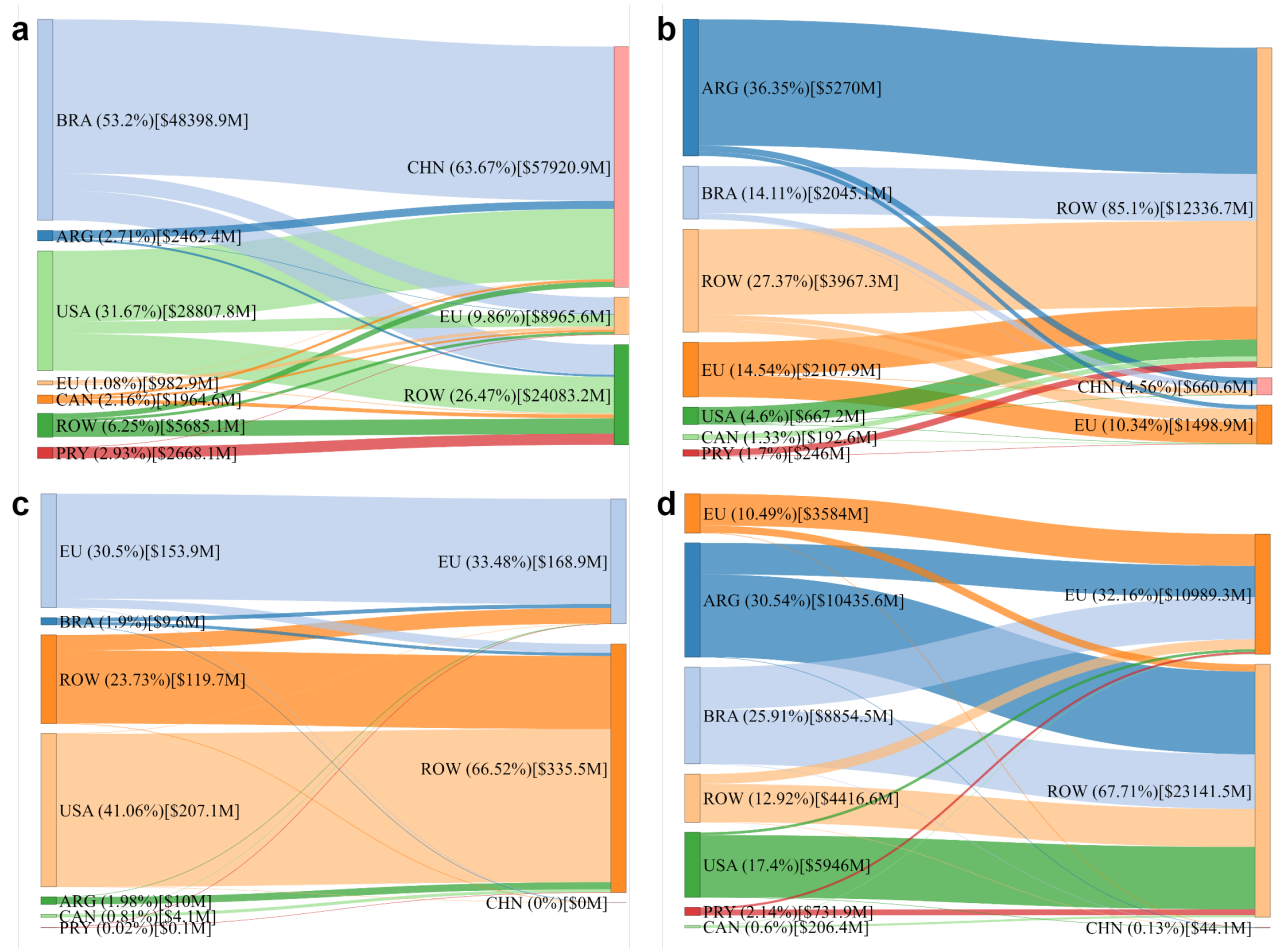 a
BRA (53.2%)[$48398.9M]
CHN (63.67%)[$57920.9M]
ARG (2.71%)[$2462.4M]
USA (31.67%)[$28807.8M]
EU (9.86%)[$8965.6M]
EU (1.08%)[$982.9M]
CAN (2.16%)[$1964.6M]
ROW (26.47%)[$24083.2M]
ROW (6.25%)[$5685.1M]
PRY (2.93%)[$2668.1M]
b
ARG (36.35%)[$5270M]
BRA (14.11%)[$2045.1M]
ROW (85.1%)[$12336.7M]
ROW (27.37%)[$3967.3M]
EU (14.54%)[$2107.9M]
CHN (4.56%)[$660.6M]
USA (4.6%)[$667.2M]
EU (10.34%)[$1498.9M]
CAN (1.33%)[$192.6M]
PRY (1.7%)[$246M]
c
EU (30.5%)[$153.9M]
EU (33.48%)[$168.9M]
BRA (1.9%)[$9.6M]
ROW (23.73%)[$119.7M]
ROW (66.52%)[$335.5M]
USA (41.06%)[$207.1M]
ARG (1.98%)[$10M]
CHN (0%)[$0M]
CAN (0.81%)[$4.1M]
PRY (0.02%)[$0.1M]
d
EU (10.49%)[$3584M]
EU (32.16%)[$10989.3M]
ARG (30.54%)[$10435.6M]
BRA (25.91%)[$8854.5M]
ROW (67.71%)[$23141.5M]
ROW (12.92%)[$4416.6M]
USA (17.4%)[$5946M]
PRY (2.14%)[$731.9M]
CAN (0.6%)[$206.4M]
CHN (0.13%)[$44.1M]